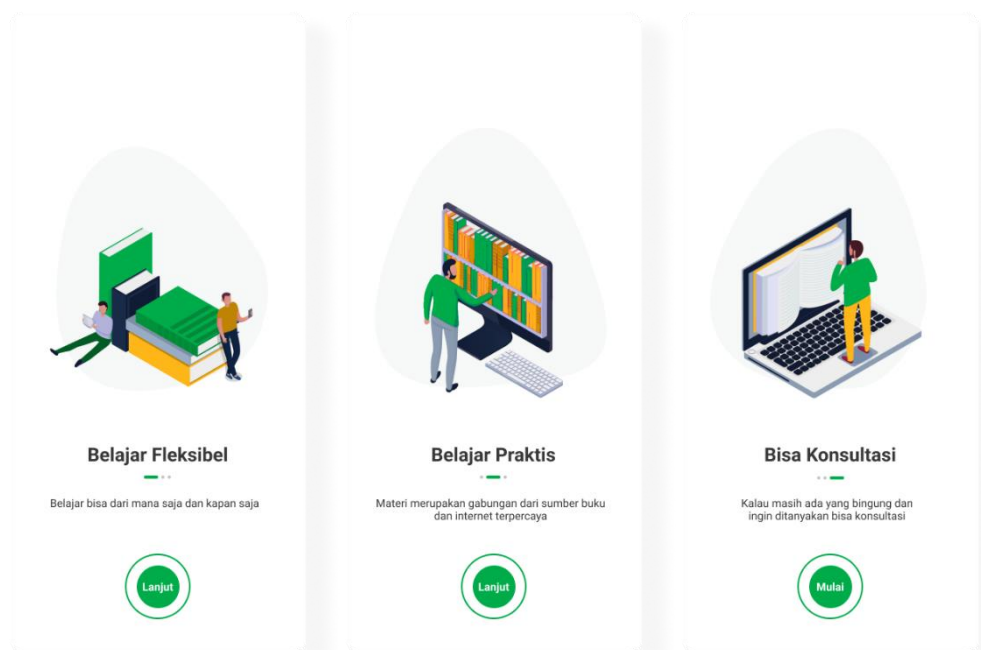 Belajar Fleksibel
Belajar bisa dari mana saja dan kapan saja
Lanjut
Belajar Praktis
Materi merupakan gabungan dari sumber buku
dan internet terpercaya
Lanjut
Bisa Konsultasi
Kalau masih ada yang bingung dan
ingin ditanyakan bisa konsultasi
Mulai